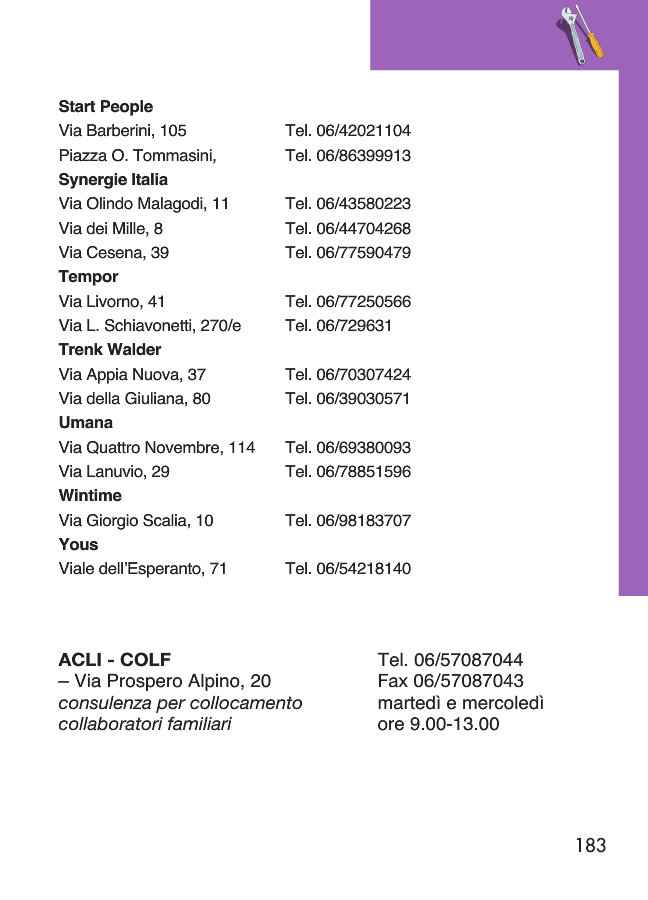 Start People
Via Barberini, 105 Tel. 06/42021104
Piazza O. Tommasini, Tel. 06/86399913
Synergie Italia
Via Olindo Malagodi, 11 Tel. 06/43580223
Via dei Mille, 8 Tel. 06/44704268
Via Cesena, 39 Tel. 06/77590479
Tempor
Via Livorno, 41 Tel. 06/77250566
Via L. Schiavonetti, 270/e Tel. 06/729631
Trenk Walder
Via Appia Nuova, 37 Tel. 06/70307424
Via della Giuliana, 80 Tel. 06/39030571
Umana
Via Quattro Novembre, 114 Tel. 06/69380093
Via Lanuvio, 29 Tel. 06/78851596
Wintime
Via Giorgio Scalia, 10 Tel. 06/98183707
Yous
Viale dell'Esperanto, 71 Tel. 06/54218140
ACLI - COLF Tel. 06/57087044
– Via Prospero Alpino, 20 Fax 06/57087043
consulenza per collocamento martedì e mercoledì
collaboratori familiari ore 9.00-13.00
183